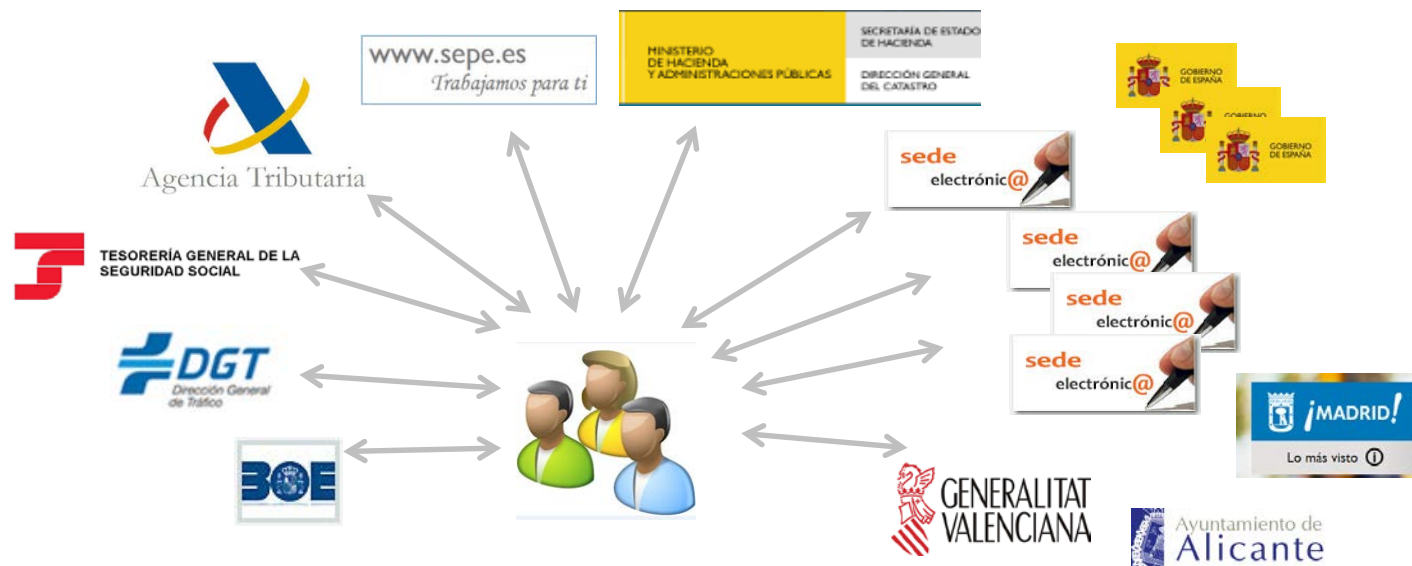 www.sepe.es
Trabajamos para ti
MINISTERIO
DE HACIENDA
Y ADMINISTRACIONES PÚBLICAS
SECRETARÍA DE ESTADO
DE HACIENDA
DIRECCIÓN GENERAL
DEL CATASTRO
GOBIERNO
DE ESPAÑA
GOBIERNO
GOBIERNO
DE ESPAÑA
Agencia Tributaria
sede
electrónic@
sede
electrónic@
sede
electrónic@
sede
electrónic@
TESORERÍA GENERAL DE LA
SEGURIDAD SOCIAL
DGT
Dirección General
de Tráfico
BOE
¡MADRID!
Lo más visto i
GENERALITAT
VALENCIANA
Ayuntamiento de
Alicante